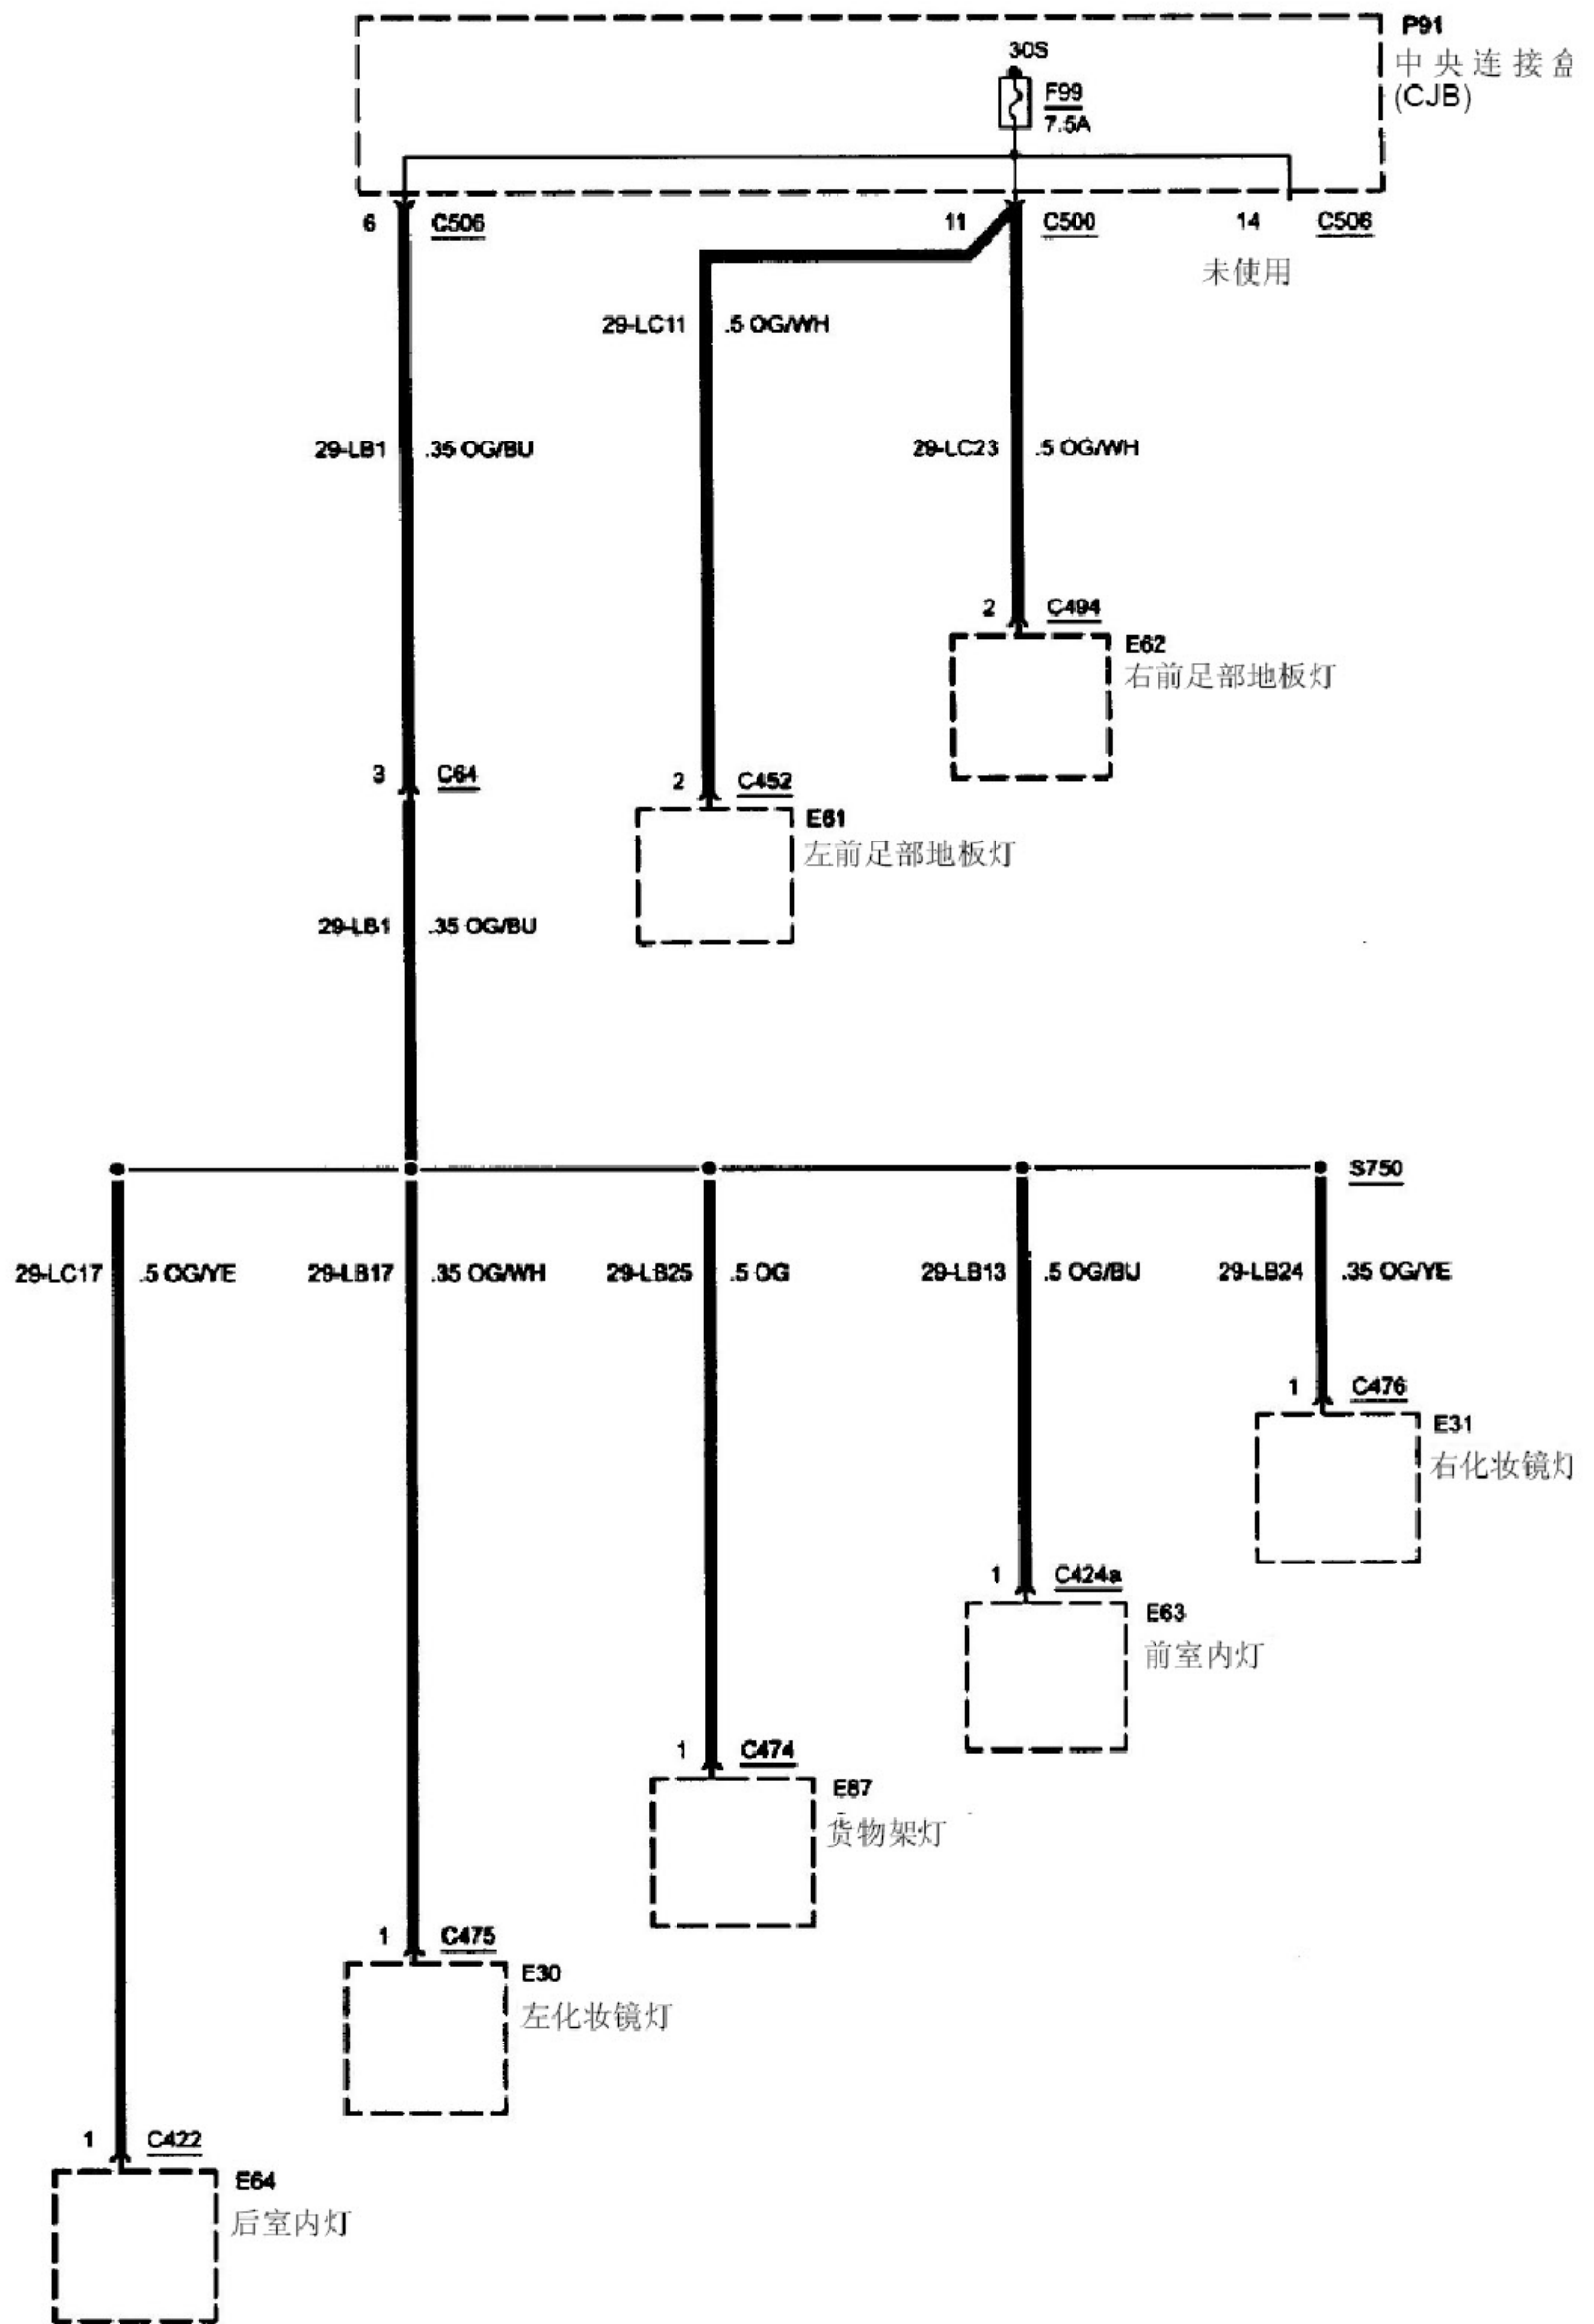 P91
30S
中央连接盒
(CJB)
F99
7.5A
6 C506
11 C500
14 C506
未使用
29-LC11 .5 OG/WH
29-LB1 .35 OG/BU
29-LC23 .5 OG/WH
2 C494
E62
右前足部地板灯
3 C64
2 C452
E61
左前足部地板灯
29-LB1 .35 OG/BU
S750
29-LC17 .5 OG/YE
29-LB17 .35 OG/WH
29-LB25 .5 OG
29-LB13 .5 OG/BU
29-LB24 .35 OG/YE
1 C476
E31
右化妆镜灯
1 C424a
E63
前室内灯
1 C474
E87
货物架灯
1 C475
E30
左化妆镜灯
1 C422
E64
后室内灯